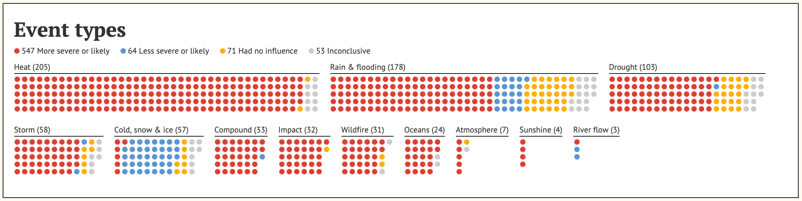 Event types
547 More severe or likely 64 Less severe or likely 71 Had no influence 53 Inconclusive
Heat (205) Rain & flooding (178) Drought (103)
Storm (58) Cold, snow & ice (57) Compound (33) Impact (32) Wildfire (31) Oceans (24) Atmosphere (7) Sunshine (4) River flow (3)